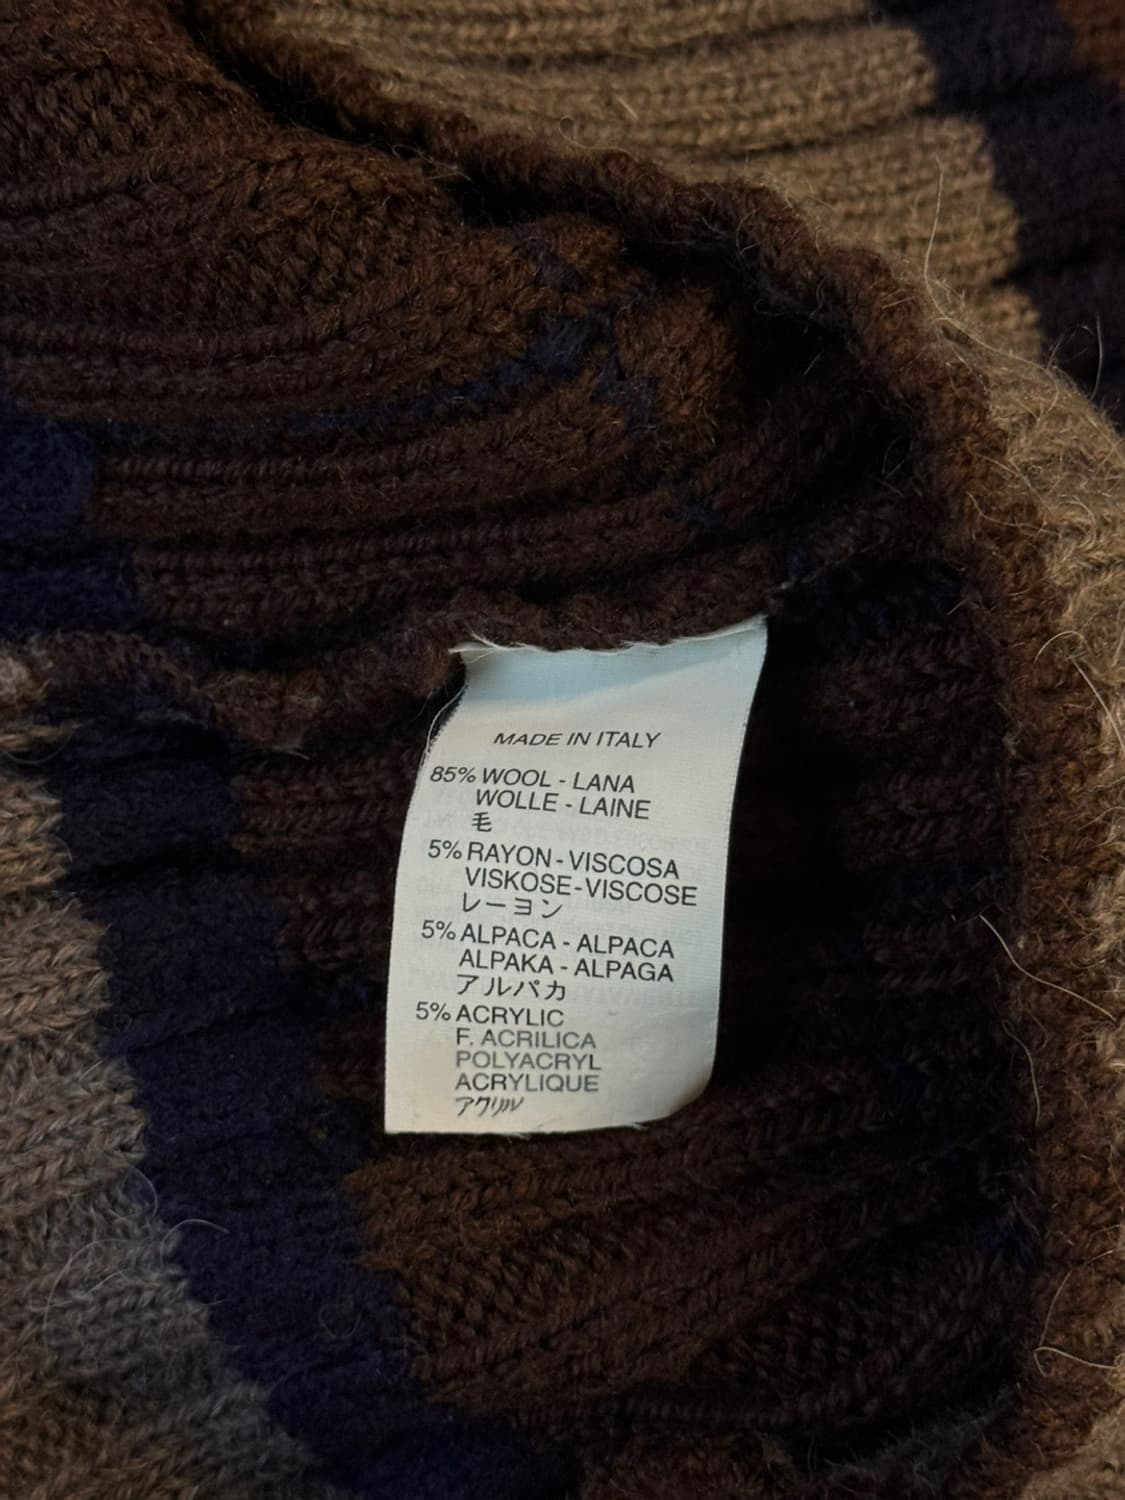 MADE IN ITALY
85% WOOL - LANA
WOLLE - LAINE
毛
5% RAYON - VISCOSA
VISKOSE - VISCOSE
レーヨン
5% ALPACA - ALPACA
ALPAKA - ALPAGA
アルパカ
5% ACRYLIC
F. ACRILICA
POLYACRYL
ACRYLIQUE
アクリル